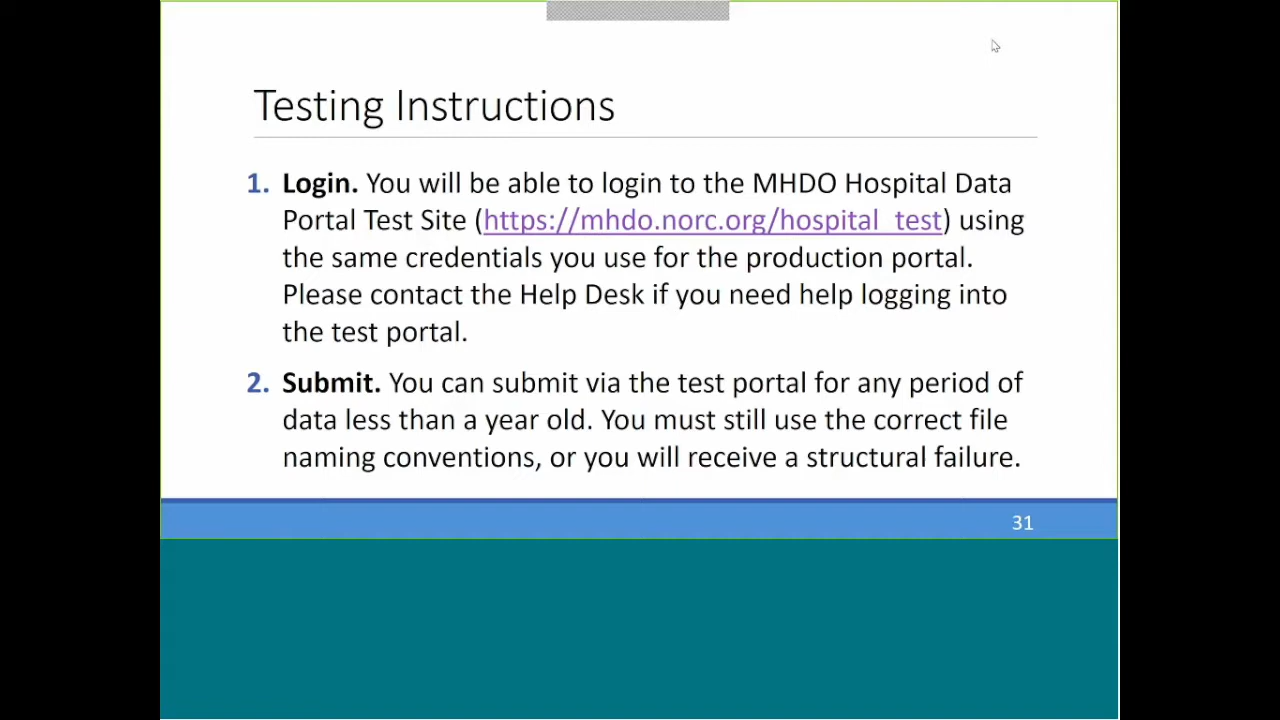 Testing Instructions
1. Login. You will be able to login to the MHDO Hospital Data
Portal Test Site (https://mhdo.norc.org/hospital_test) using
the same credentials you use for the production portal.
Please contact the Help Desk if you need help logging into
the test portal.
2. Submit. You can submit via the test portal for any period of
data less than a year old. You must still use the correct file
naming conventions, or you will receive a structural failure.
31